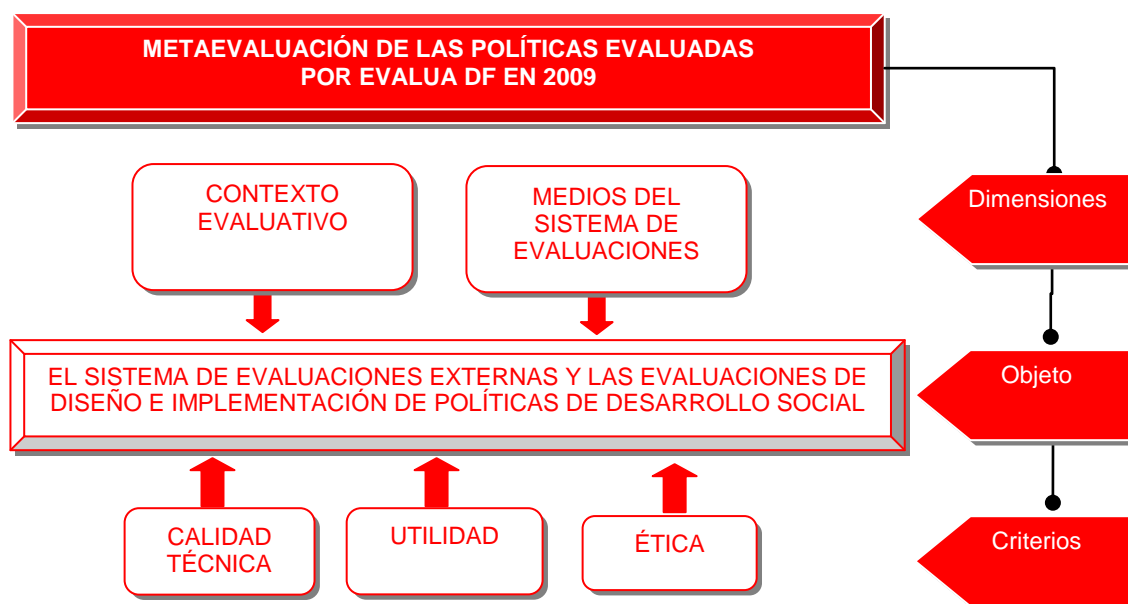 METAEVALUACIÓN DE LAS POLÍTICAS EVALUADAS
POR EVALUA DF EN 2009
CONTEXTO
EVALUATIVO
MEDIOS DEL
SISTEMA DE
EVALUACIONES
Dimensiones
EL SISTEMA DE EVALUACIONES EXTERNAS Y LAS EVALUACIONES DE
DISEÑO E IMPLEMENTACIÓN DE POLÍTICAS DE DESARROLLO SOCIAL
Objeto
CALIDAD
TÉCNICA
UTILIDAD
ÉTICA
Criterios